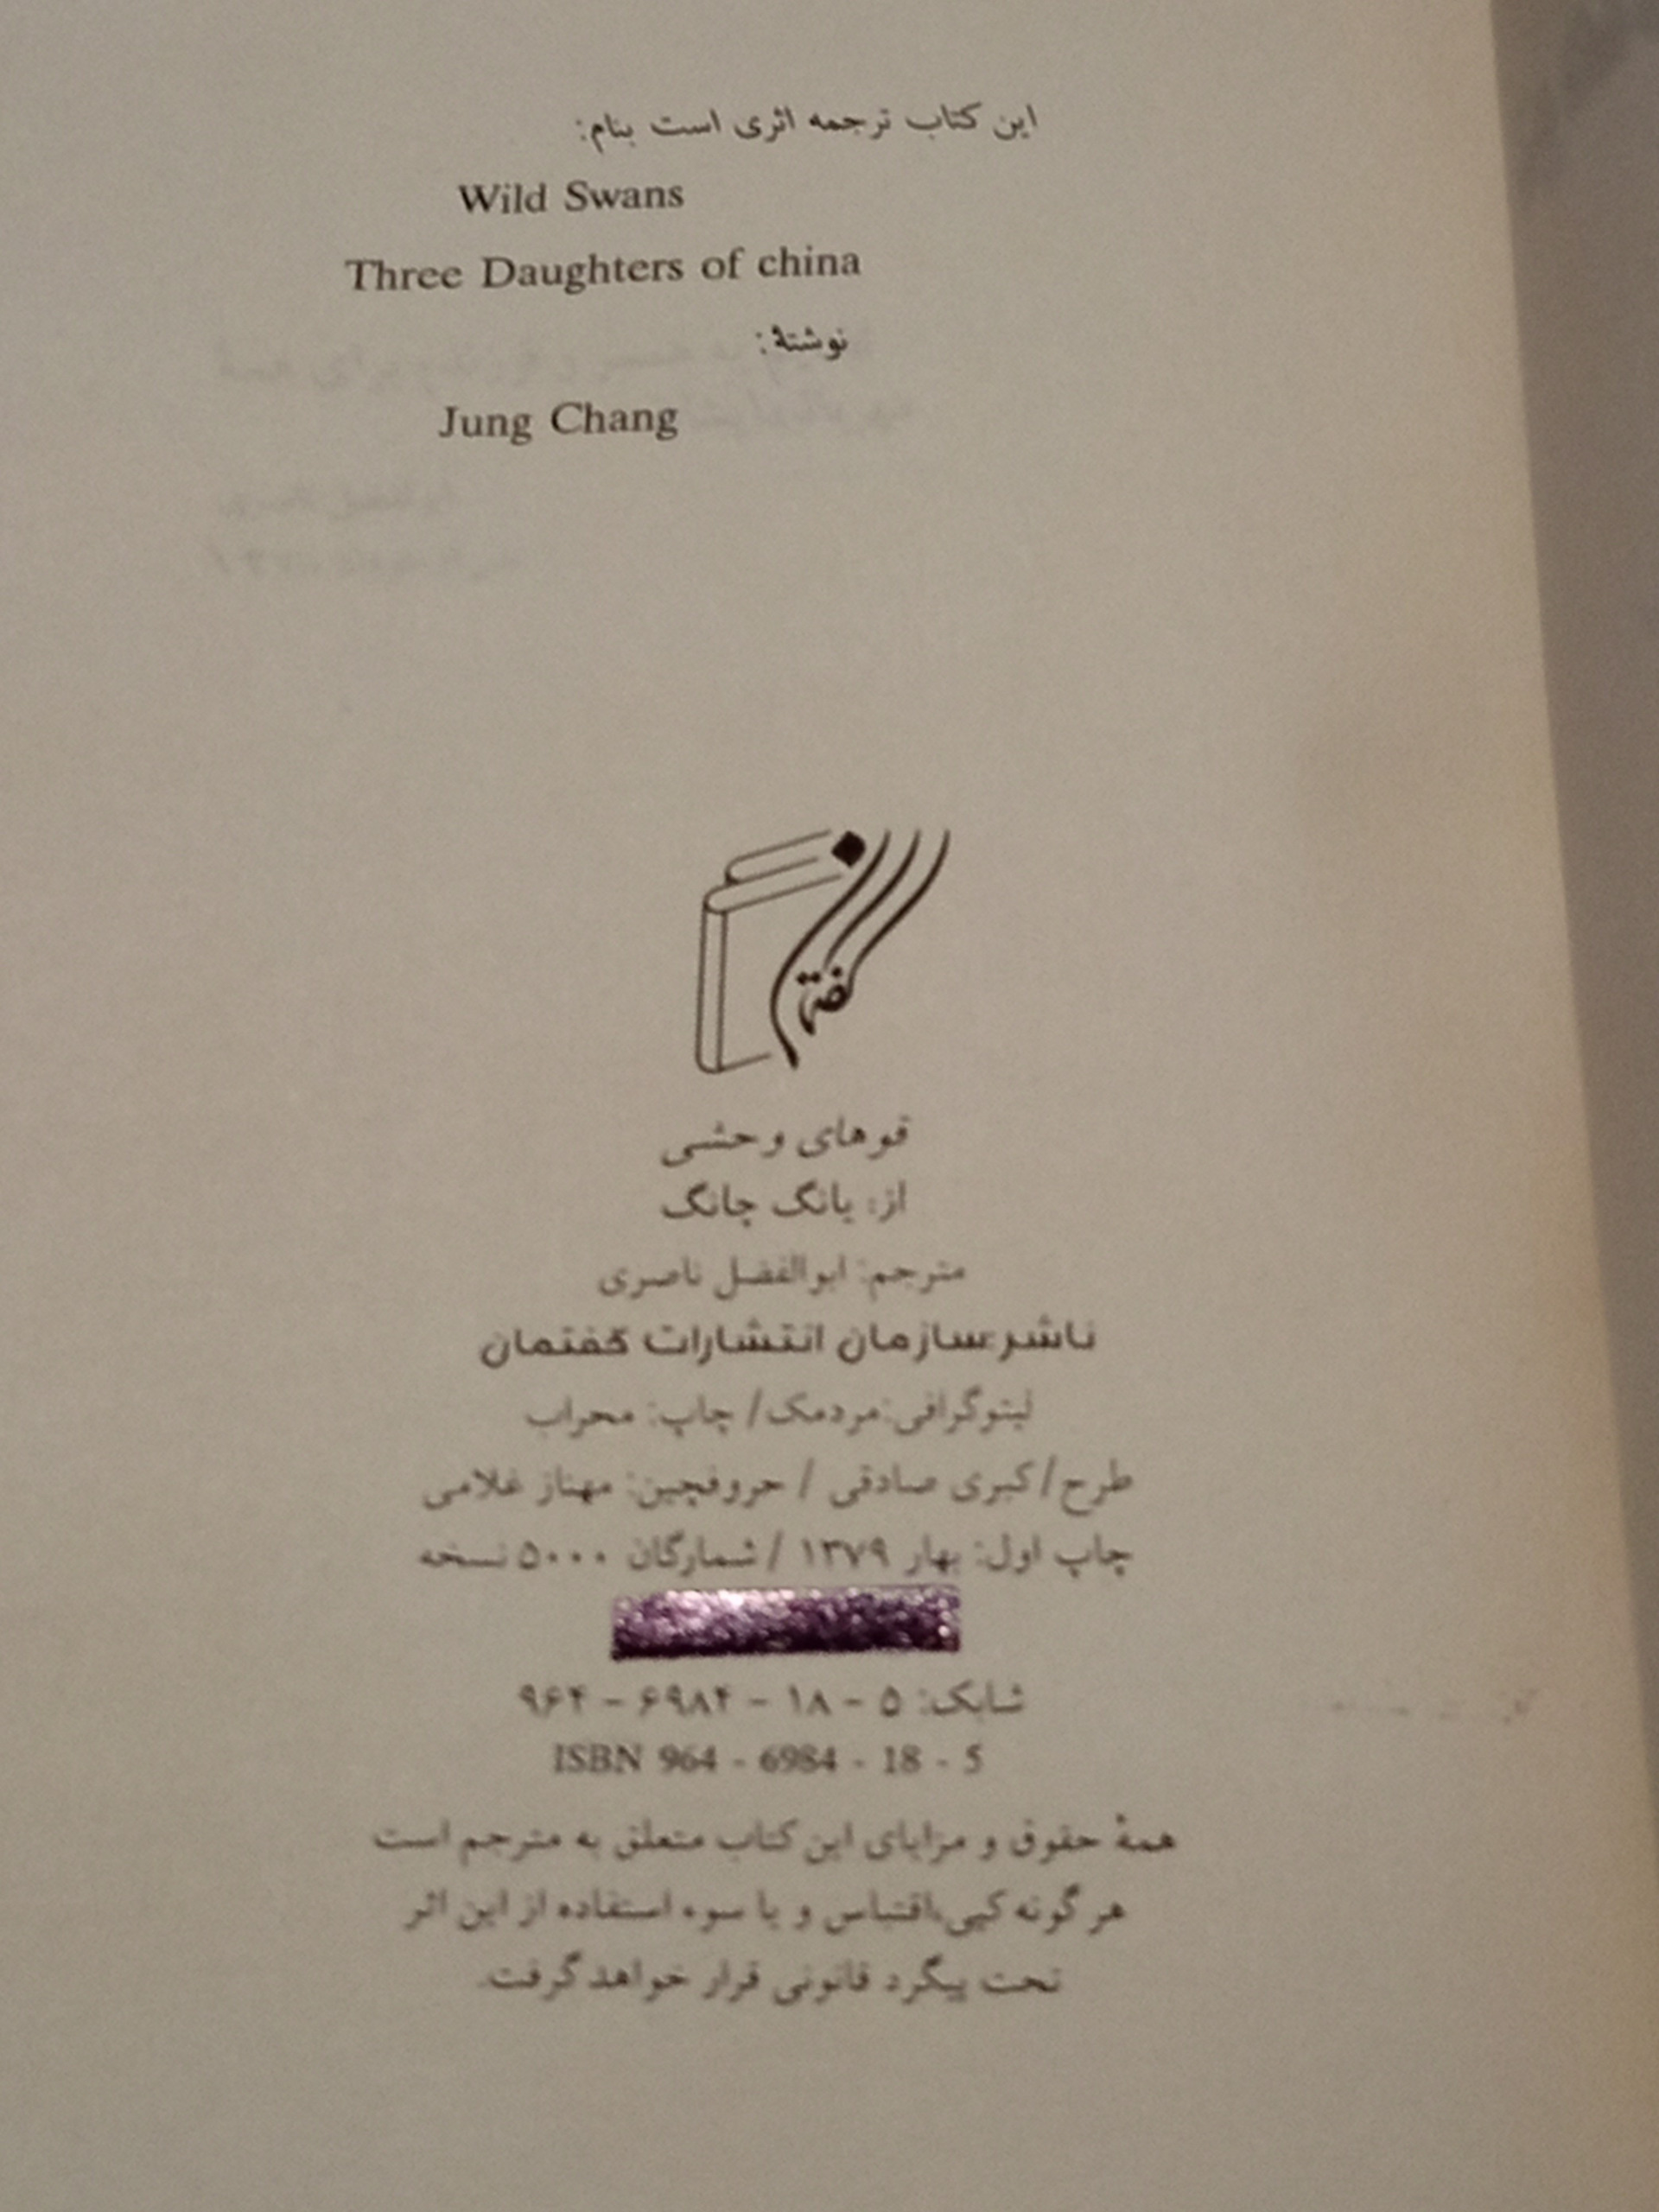 این کتاب ترجمه اثری است بنام:
Wild Swans
Three Daughters of china
نوشتهٔ:
Jung Chang
قوهای وحشی
از: یانگ چانگ
مترجم: ابوالفضل ناصری
ناشر:سازمان انتشارات گفتمان
لیتوگرافی:مردمک/ چاپ: محراب
طرح/کبری صادقی / حروفچین: مهناز غلامی
چاپ اول: بهار ۱۳۷۹ / شمارگان ۵۰۰۰ نسخه
شابک: ۵ - ۱۸ - ۶۹۸۴ - ۹۶۴
ISBN 964 - 6984 - 18 - 5
همهٔ حقوق و مزایای این کتاب متعلق به مترجم است
هر گونه کپی،اقتباس و یا سوء استفاده از این اثر
تحت پیگرد قانونی قرار خواهد گرفت.